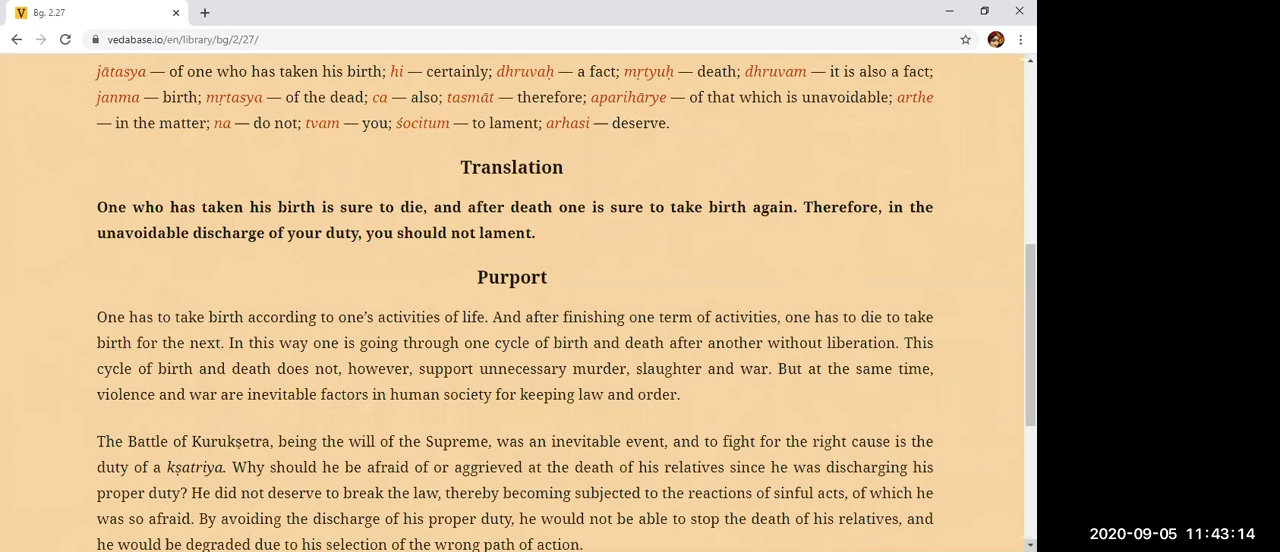 Bg. 2.27
vedabase.io/en/library/bg/2/27/
jātasya — of one who has taken his birth; hi — certainly; dhruvaḥ — a fact; mṛtyuḥ — death; dhruvam — it is also a fact;
janma — birth; mṛtasya — of the dead; ca — also; tasmāt — therefore; aparihārye — of that which is unavoidable; arthe
— in the matter; na — do not; tvam — you; śocitum — to lament; arhasi — deserve.
Translation
One who has taken his birth is sure to die, and after death one is sure to take birth again. Therefore, in the
unavoidable discharge of your duty, you should not lament.
Purport
One has to take birth according to one’s activities of life. And after finishing one term of activities, one has to die to take
birth for the next. In this way one is going through one cycle of birth and death after another without liberation. This
cycle of birth and death does not, however, support unnecessary murder, slaughter and war. But at the same time,
violence and war are inevitable factors in human society for keeping law and order.
The Battle of Kurukṣetra, being the will of the Supreme, was an inevitable event, and to fight for the right cause is the
duty of a kṣatriya. Why should he be afraid of or aggrieved at the death of his relatives since he was discharging his
proper duty? He did not deserve to break the law, thereby becoming subjected to the reactions of sinful acts, of which he
was so afraid. By avoiding the discharge of his proper duty, he would not be able to stop the death of his relatives, and
he would be degraded due to his selection of the wrong path of action.
2020-09-05 11:43:14